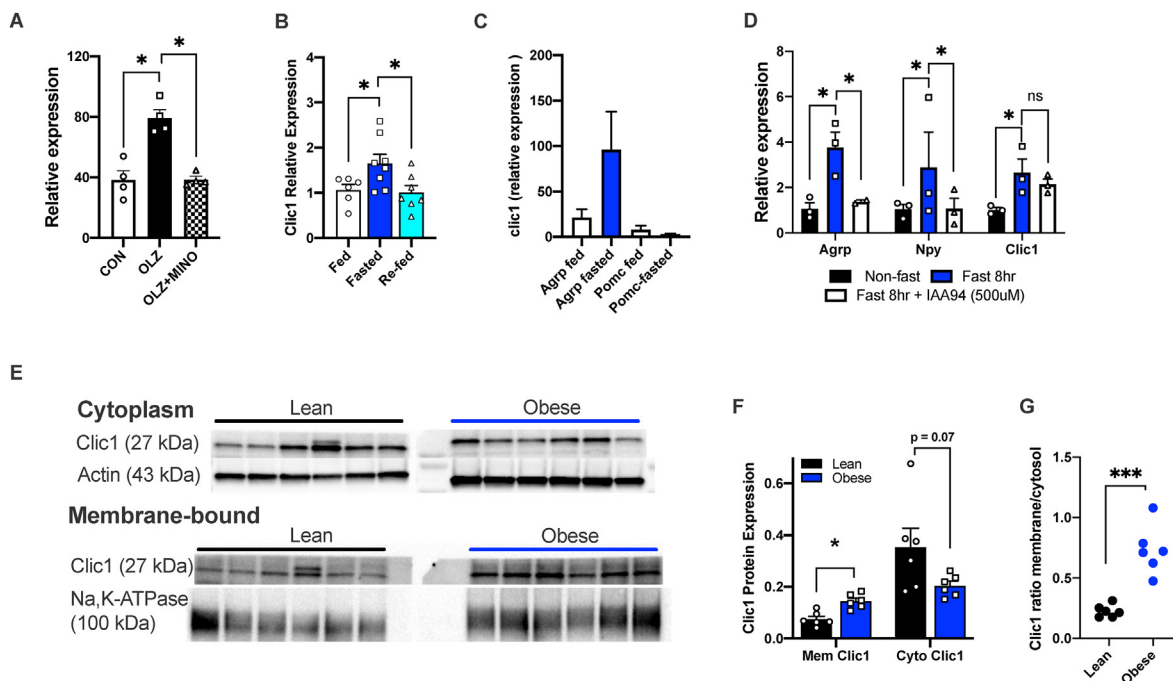 A
Relative expression
120
80
40
0
*
*
CON
OLZ
OLZ+MINO
B
Clic1 Relative Expression
4
3
2
1
0
*
*
Fed
Fasted
Re-fed
C
clic1 (relative expression )
200
150
100
50
0
Agrp fed
Agrp fasted
Pomc fed
Pomc-fasted
D
Relative expression
8
6
4
2
0
*
*
*
*
*
ns
Agrp Npy Clic1
Non-fast Fast 8hr
Fast 8hr + IAA94 (500uM)
E
Cytoplasm
Lean Obese
Clic1 (27 kDa)
Actin (43 kDa)
Membrane-bound
Lean Obese
Clic1 (27 kDa)
Na,K-ATPase
(100 kDa)
F
Clic1 Protein Expression
0.6
0.4
0.2
0.0
Lean
Obese
p = 0.07
*
Mem Clic1 Cyto Clic1
G
Clic1 ratio membrane/cytosol
1.5
1.0
0.5
0.0
***
Lean
Obese